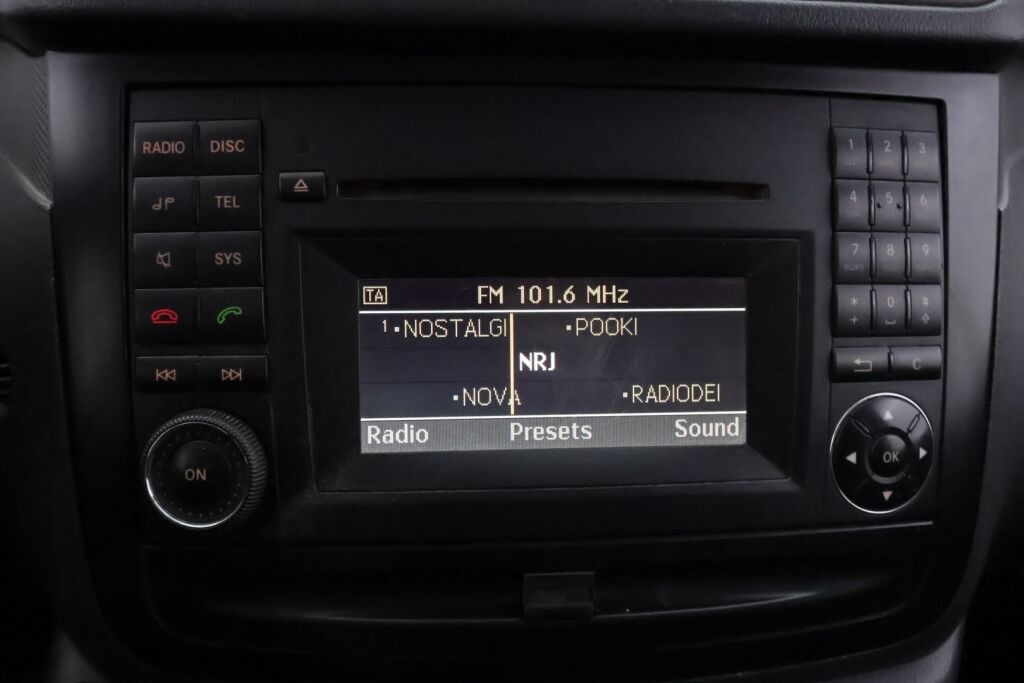 RADIO DISC
TEL
SYS
ON
TA FM 101.6 MHz
1 •NOSTALGI •POOKI
NRJ
•NOVA •RADIODEI
Radio Presets Sound
1 2 3
4 5 6
7 8 9
* 0 #
+
C
OK